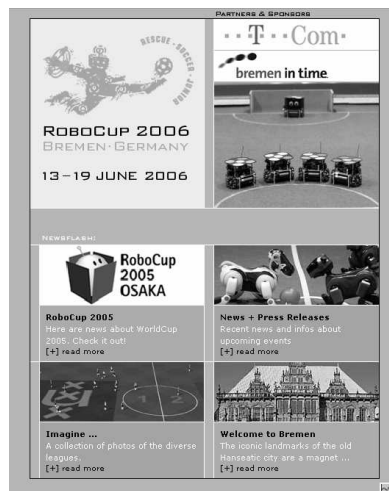 PARTNERS & SPONSORS
RESCUE · SOCCER · JUNIOR
··· T ·· Com ·
bremen in time
ROBOCUP 2006
BREMEN · GERMANY
13–19 JUNE 2006
NEWSFLASH:
RoboCup
2005
OSAKA
RoboCup 2005
Here are news about WorldCup
2005. Check it out!
[+] read more
News + Press Releases
Recent news and infos about
upcoming events
[+] read more
1 2
Imagine ...
A collection of photos of the diverse
leagues.
[+] read more
Welcome to Bremen
The iconic landmarks of the old
Hanseatic city are a magnet ...
[+] read more